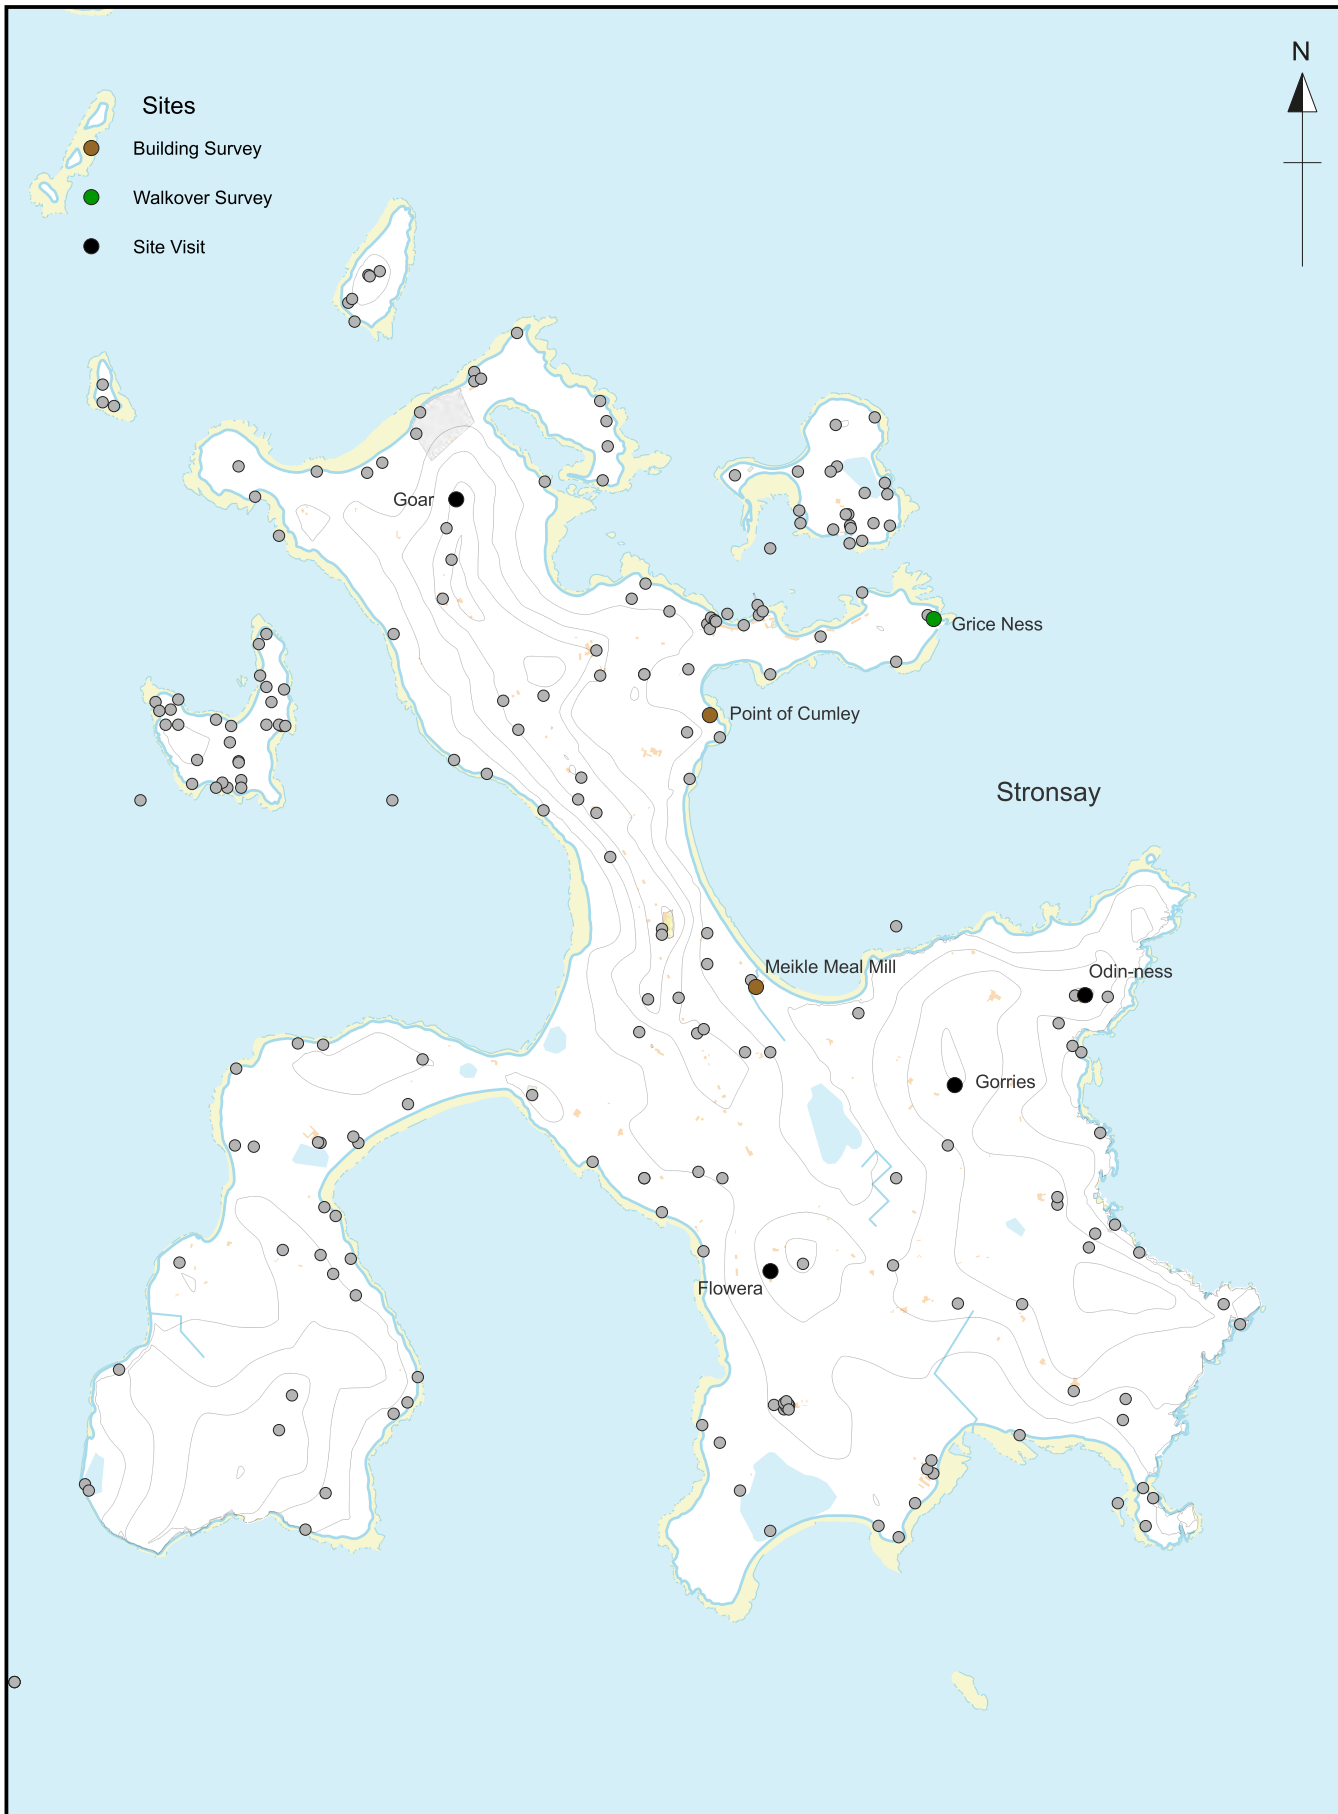 N
Sites
Building Survey
Walkover Survey
Site Visit
Goar
Grice Ness
Point of Cumley
Stronsay
Meikle Meal Mill
Odin-ness
Gorries
Flowera